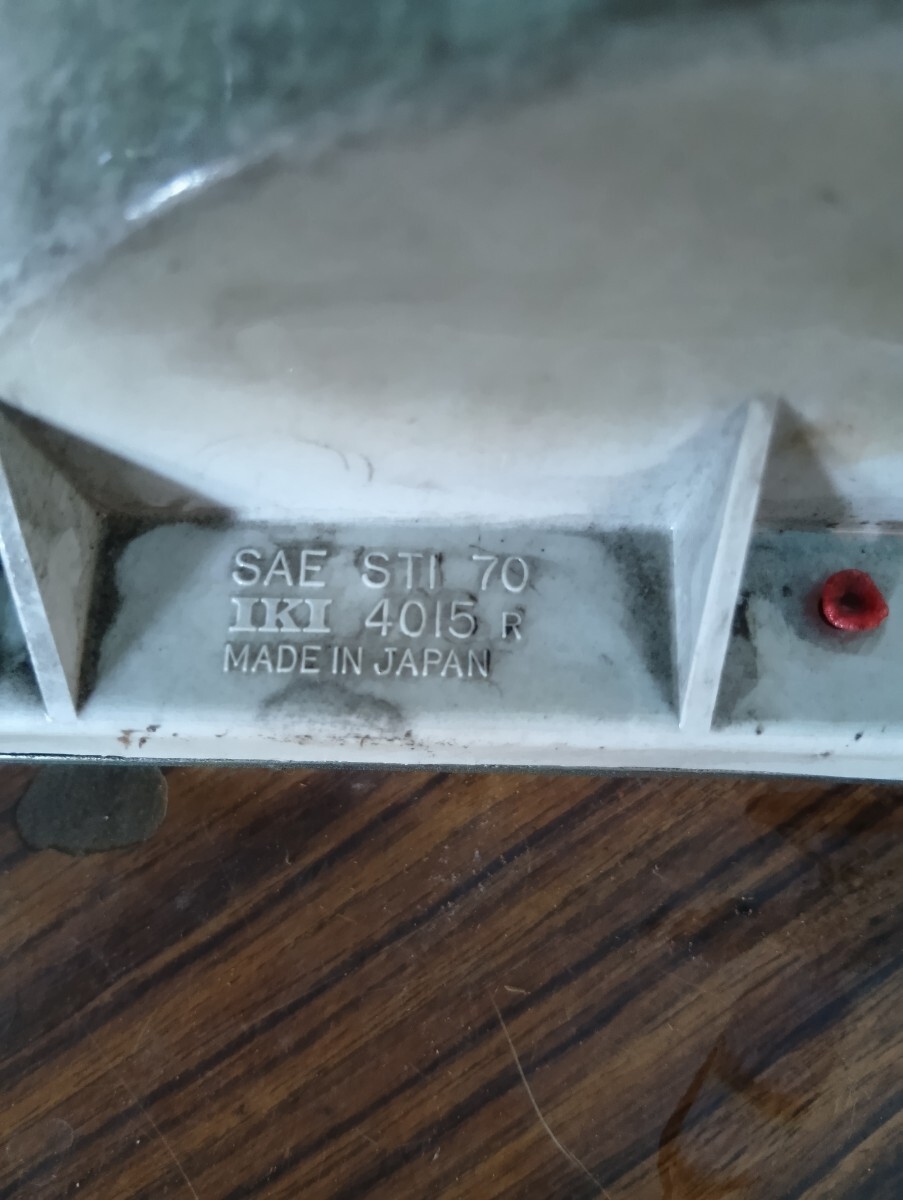 SAE STI 70
IKI 4015 R
MADE IN JAPAN